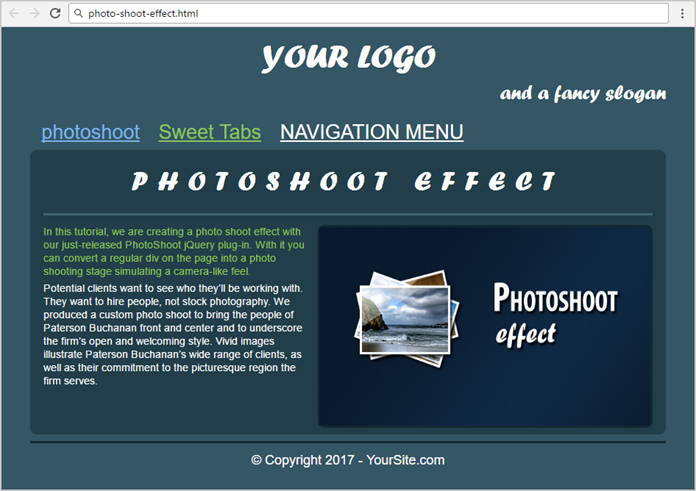 photo-shoot-effect.html
YOUR LOGO
and a fancy slogan
photoshoot Sweet Tabs NAVIGATION MENU
PHOTOSHOOT EFFECT
In this tutorial, we are creating a photo shoot effect with
our just-released PhotoShoot jQuery plug-in. With it you
can convert a regular div on the page into a photo
shooting stage simulating a camera-like feel.
Potential clients want to see who they'll be working with.
They want to hire people, not stock photography. We
produced a custom photo shoot to bring the people of
Paterson Buchanan front and center and to underscore
the firm's open and welcoming style. Vivid images
illustrate Paterson Buchanan's wide range of clients, as
well as their commitment to the picturesque region the
firm serves.
PHOTOSHOOT
effect
© Copyright 2017 - YourSite.com